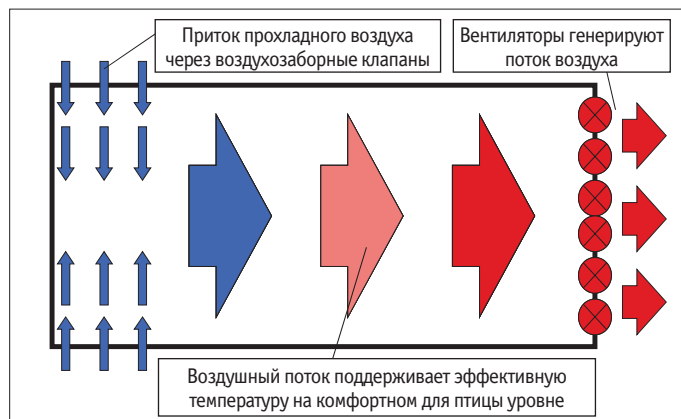 Приток прохладного воздуха
через воздухозаборные клапаны
Вентиляторы генерируют
поток воздуха
Воздушный поток поддерживает эффективную
температуру на комфортном для птицы уровне